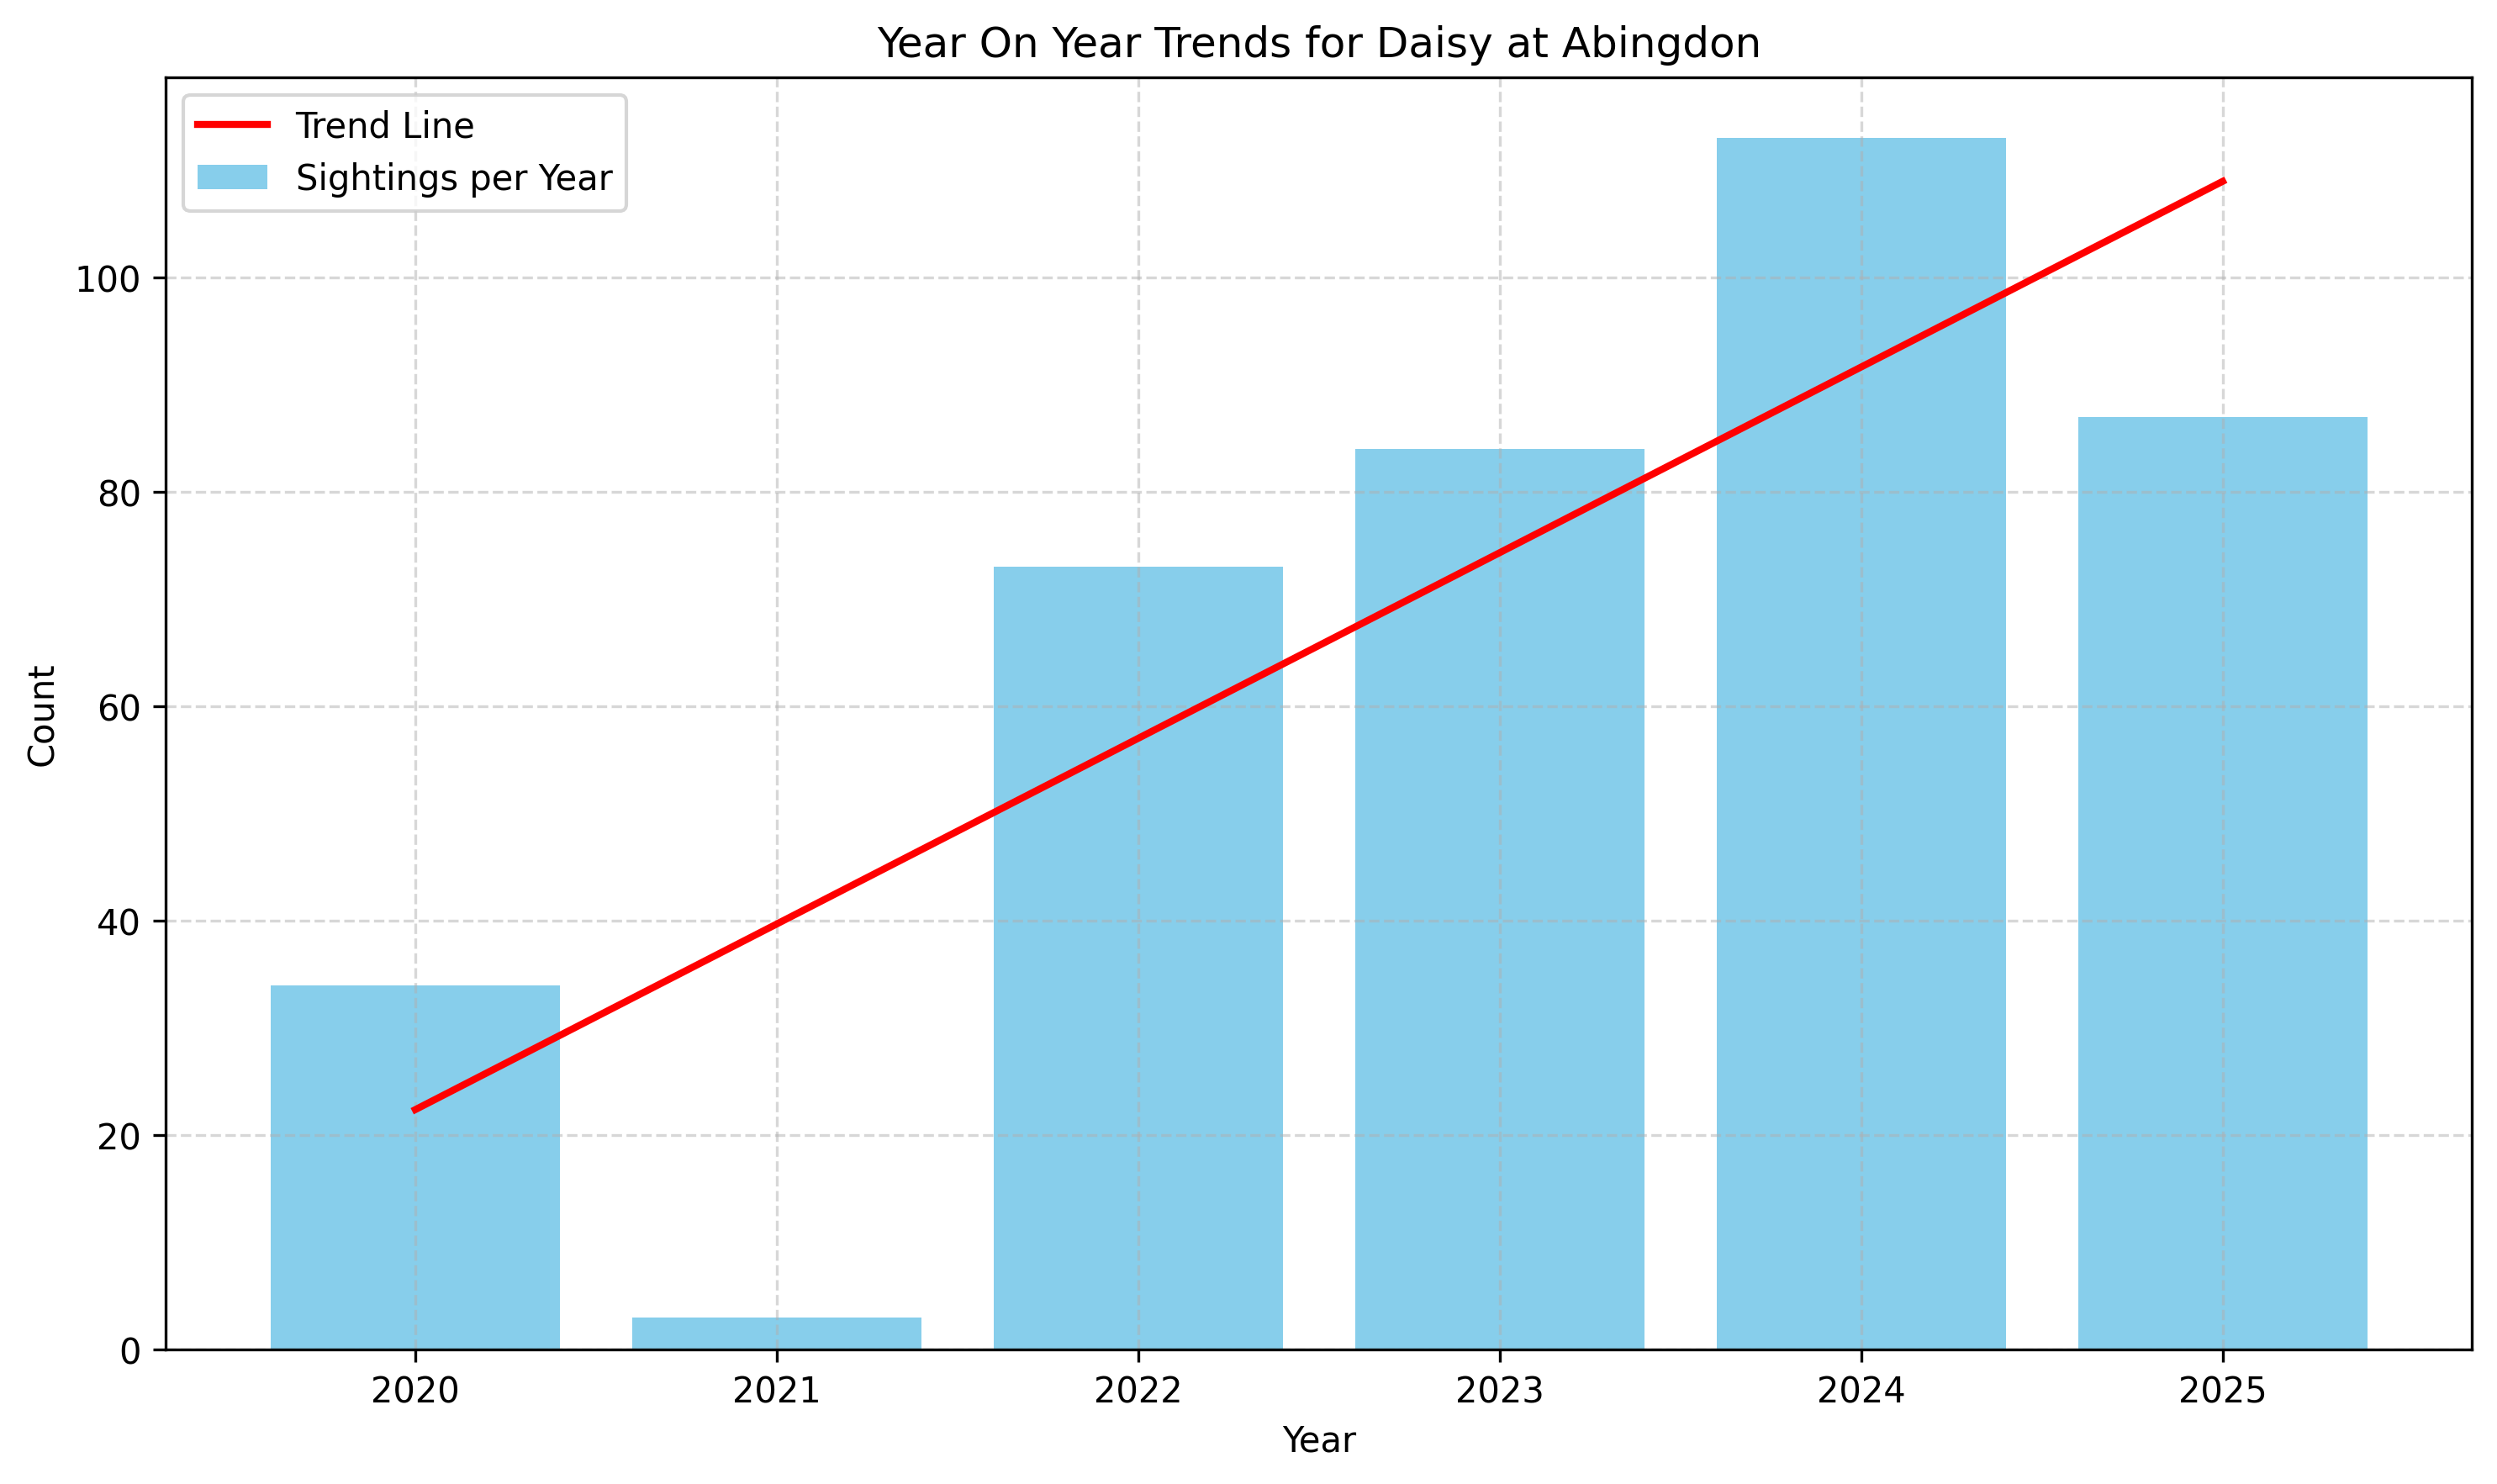 Year On Year Trends for Daisy at Abingdon
Trend Line
Sightings per Year
100
80
60
40
20
0
Count
2020 2021 2022 2023 2024 2025
Year